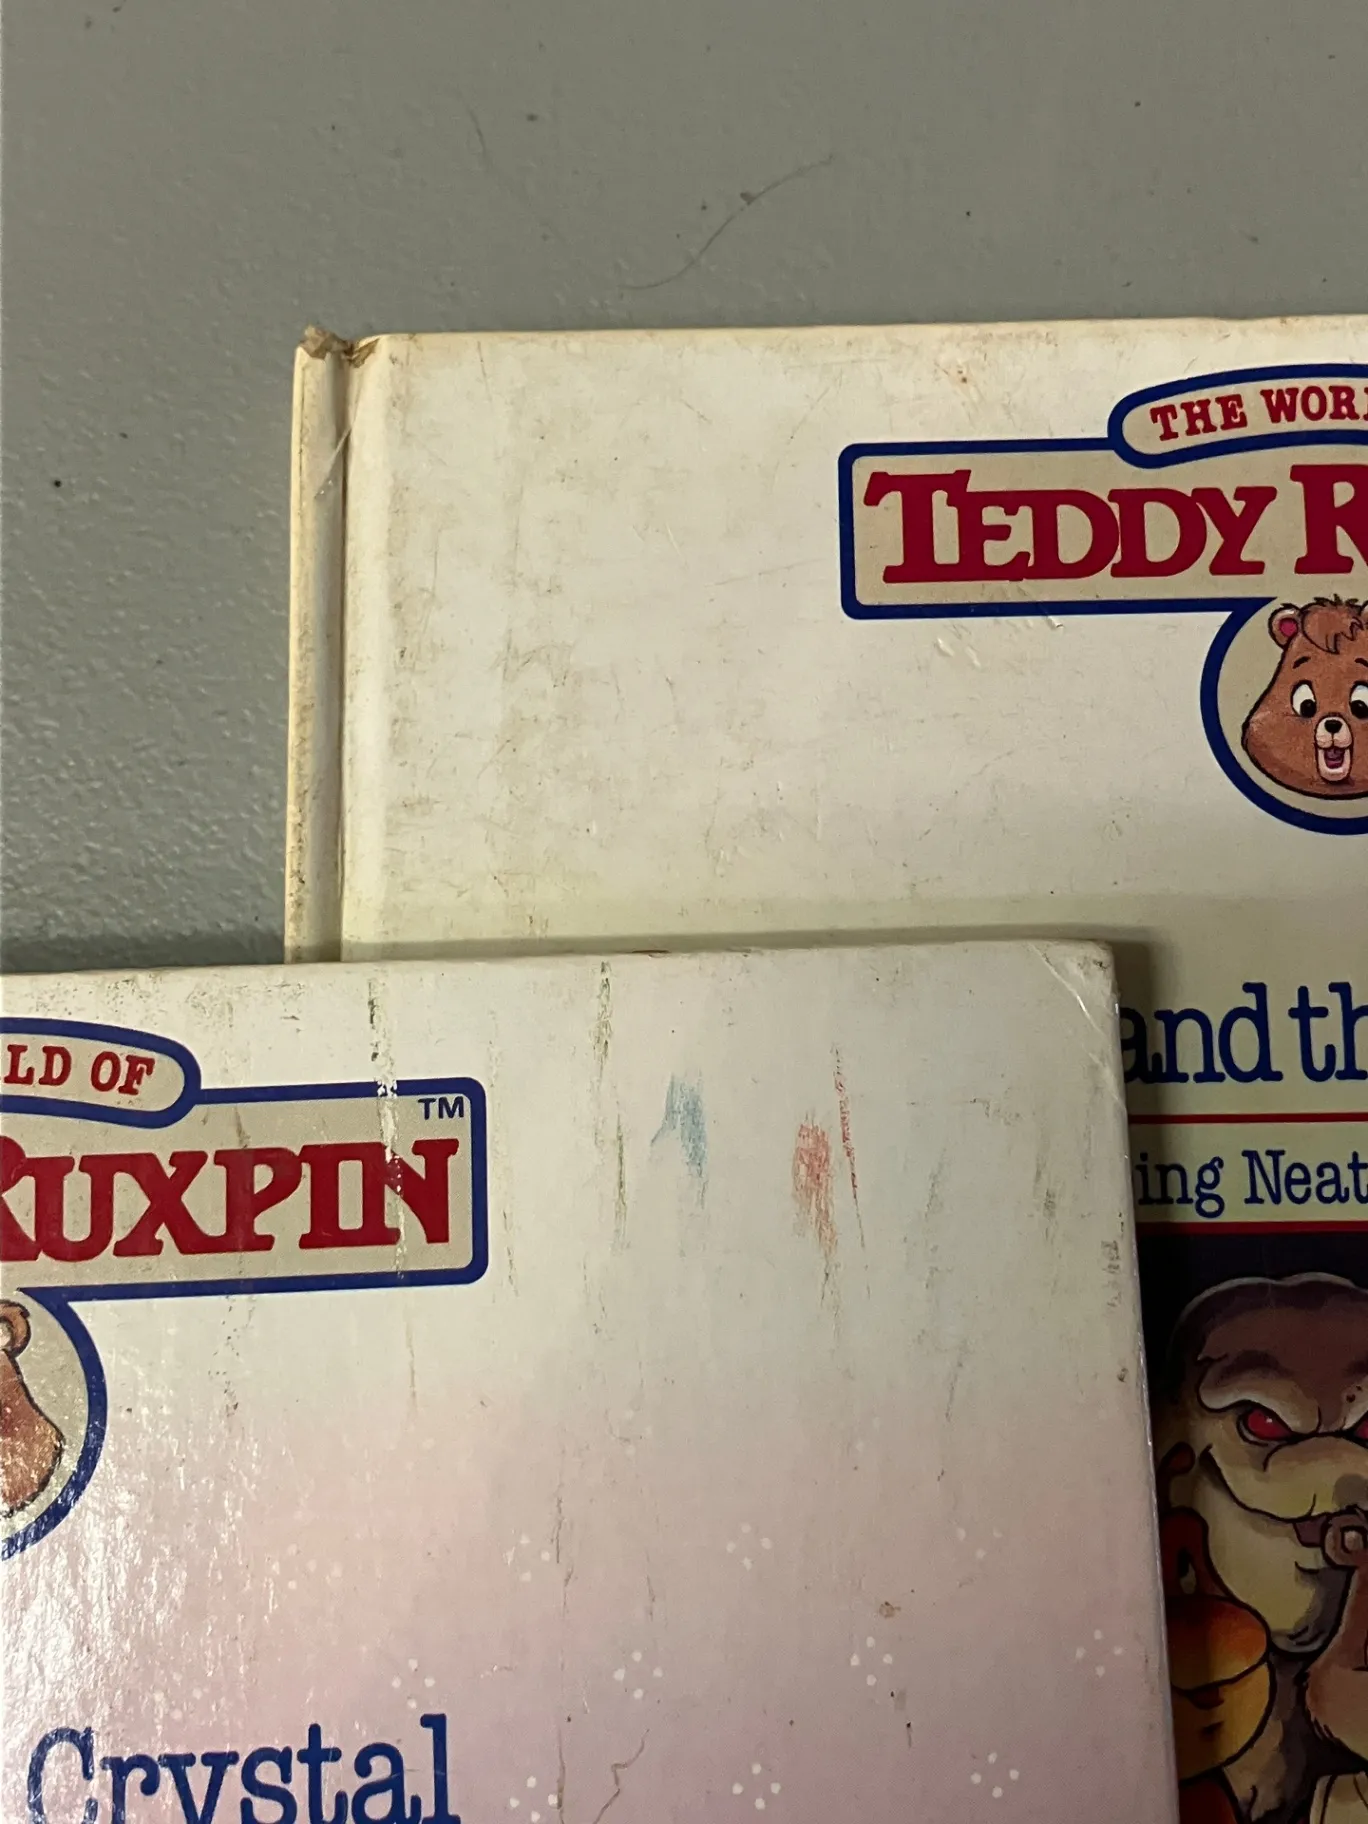 THE WOR
TEDDY R
and th
ing Neat
LD OF
RUXPIN TM
Crystal